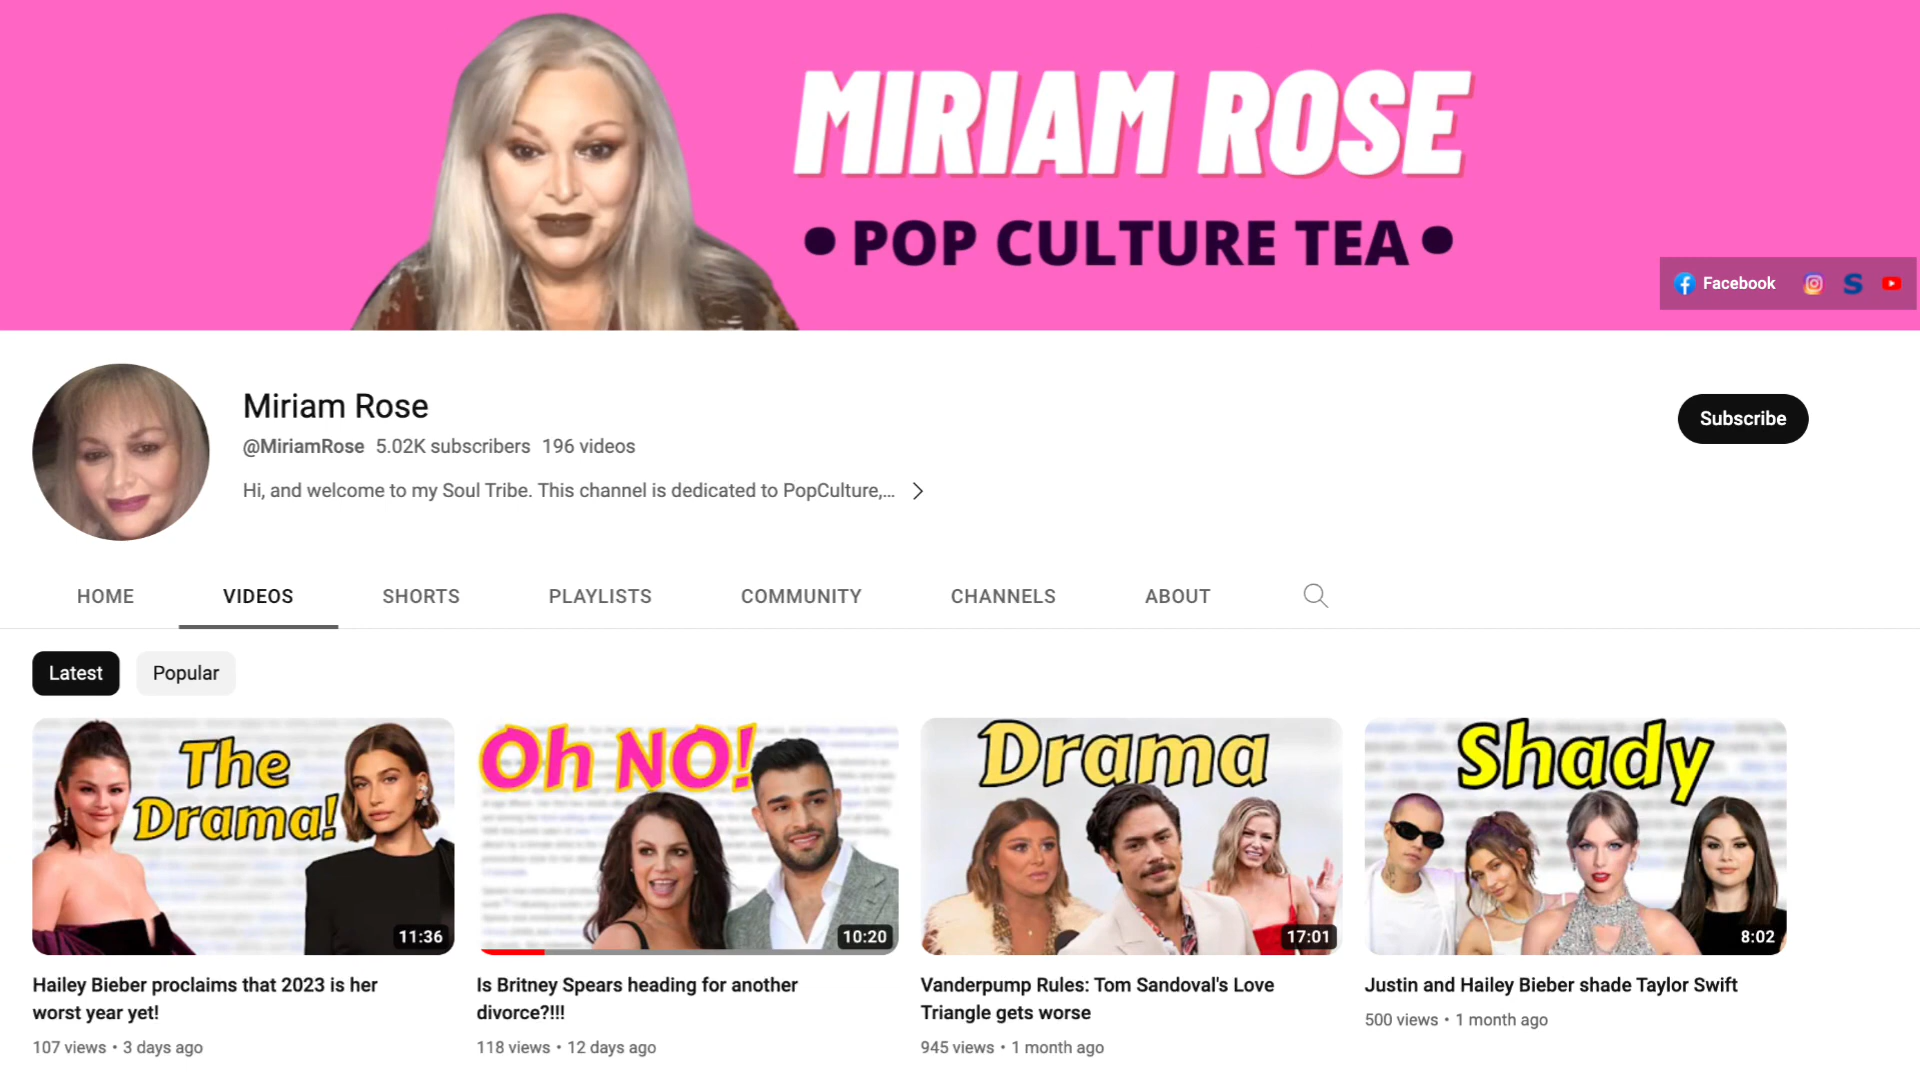 MIRIAM ROSE
• POP CULTURE TEA •
Facebook
Miriam Rose
@MiriamRose 5.02K subscribers 196 videos
Subscribe
Hi, and welcome to my Soul Tribe. This channel is dedicated to PopCulture,...
HOME VIDEOS SHORTS PLAYLISTS COMMUNITY CHANNELS ABOUT
Latest Popular
The
Drama!
11:36
Oh NO!
10:20
Drama
17:01
Shady
8:02
Hailey Bieber proclaims that 2023 is her
worst year yet!
107 views • 3 days ago
Is Britney Spears heading for another
divorce?!!!
118 views • 12 days ago
Vanderpump Rules: Tom Sandoval's Love
Triangle gets worse
945 views • 1 month ago
Justin and Hailey Bieber shade Taylor Swift
500 views • 1 month ago